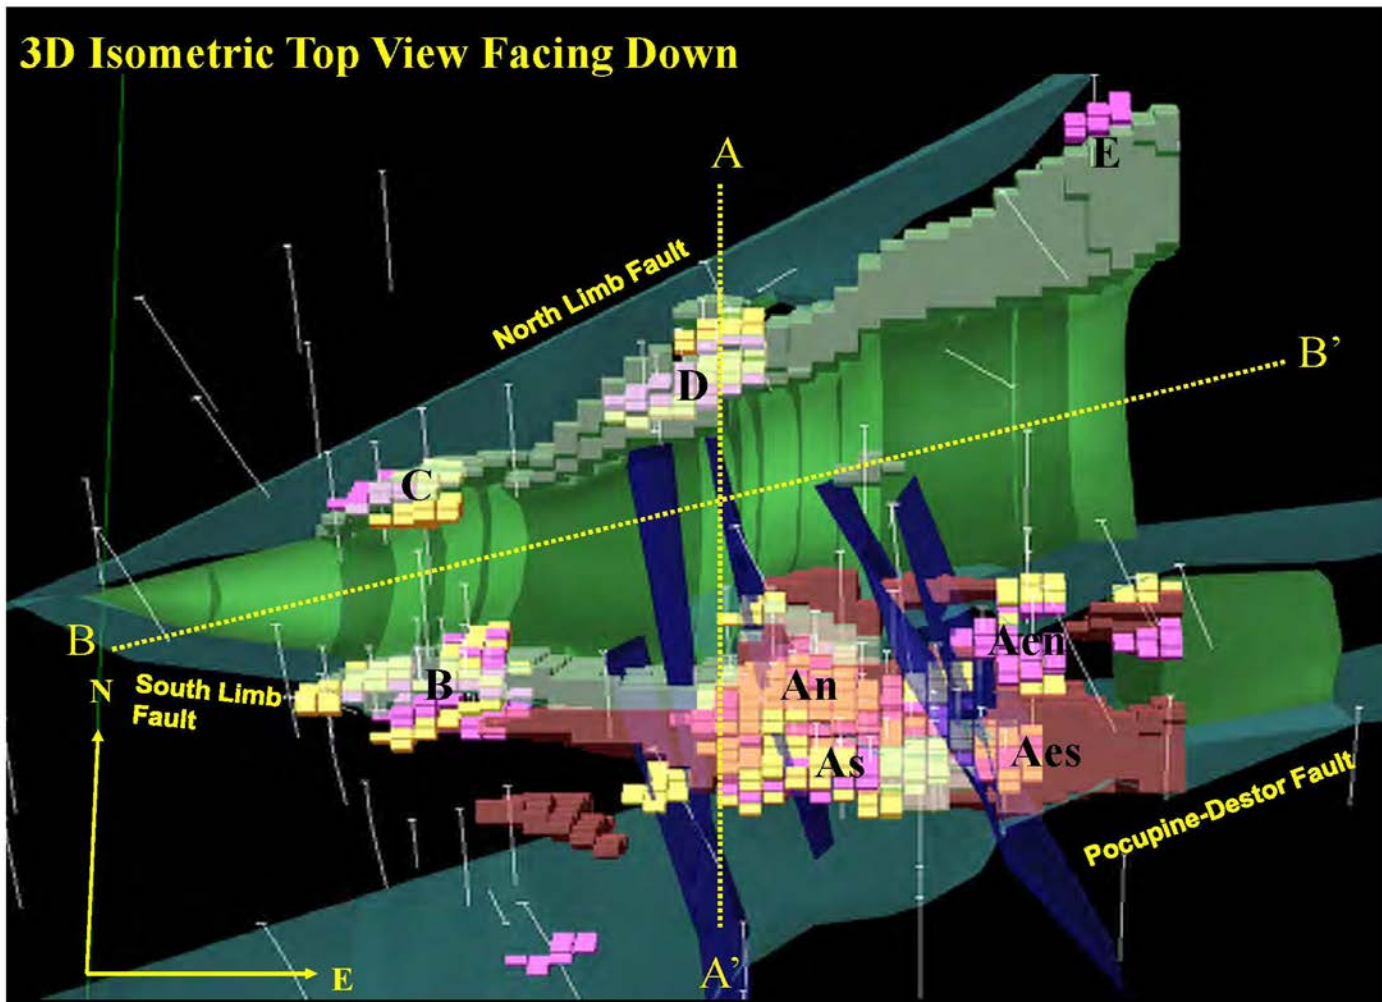 3D Isometric Top View Facing Down
A
E
North Limb Fault
B’
D
C
B
N
South Limb
Fault
B
Aen
An
As
Aes
Pocupine-Destor Fault
E
A’